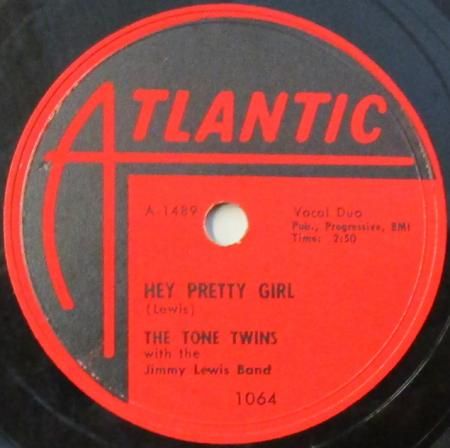 ATLANTIC
A-1489
Vocal Duo
Pub., Progressive, BMI
Time: 2:50
HEY PRETTY GIRL
(Lewis)
THE TONE TWINS
with the
Jimmy Lewis Band
1064